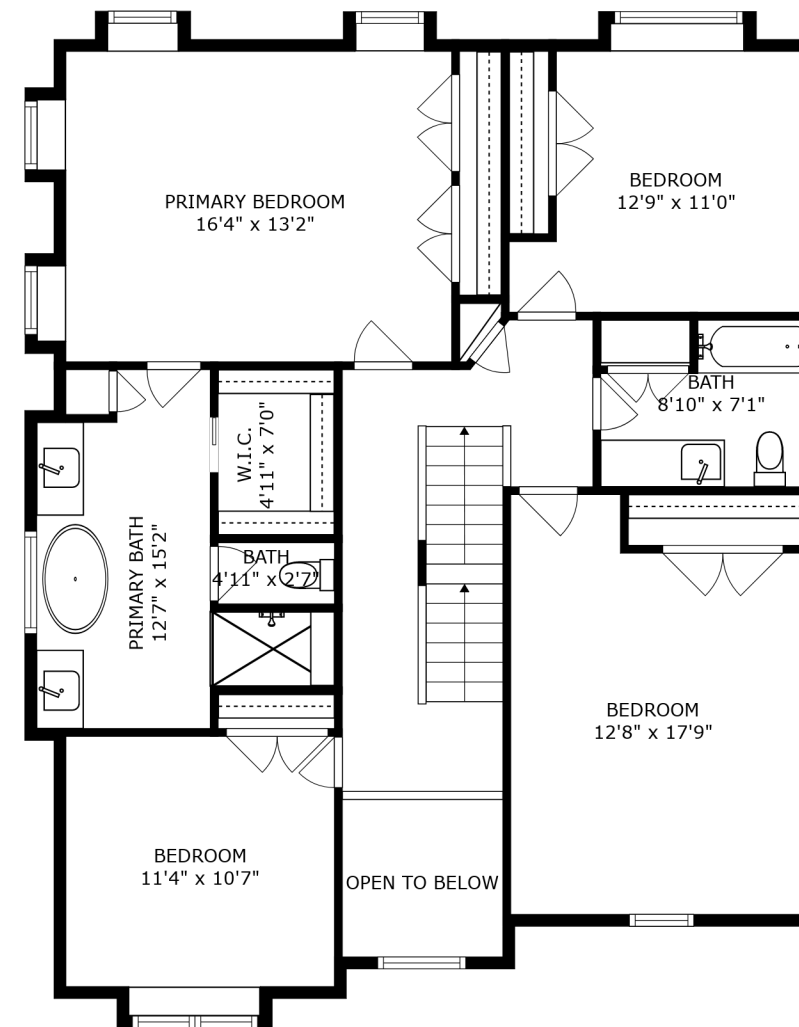 PRIMARY BEDROOM
16'4" x 13'2"
BEDROOM
12'9" x 11'0"
BATH
8'10" x 7'1"
W.I.C.
4'11" x 7'0"
PRIMARY BATH
12'7" x 15'2"
BATH
4'11" x 2'7"
BEDROOM
12'8" x 17'9"
BEDROOM
11'4" x 10'7"
OPEN TO BELOW